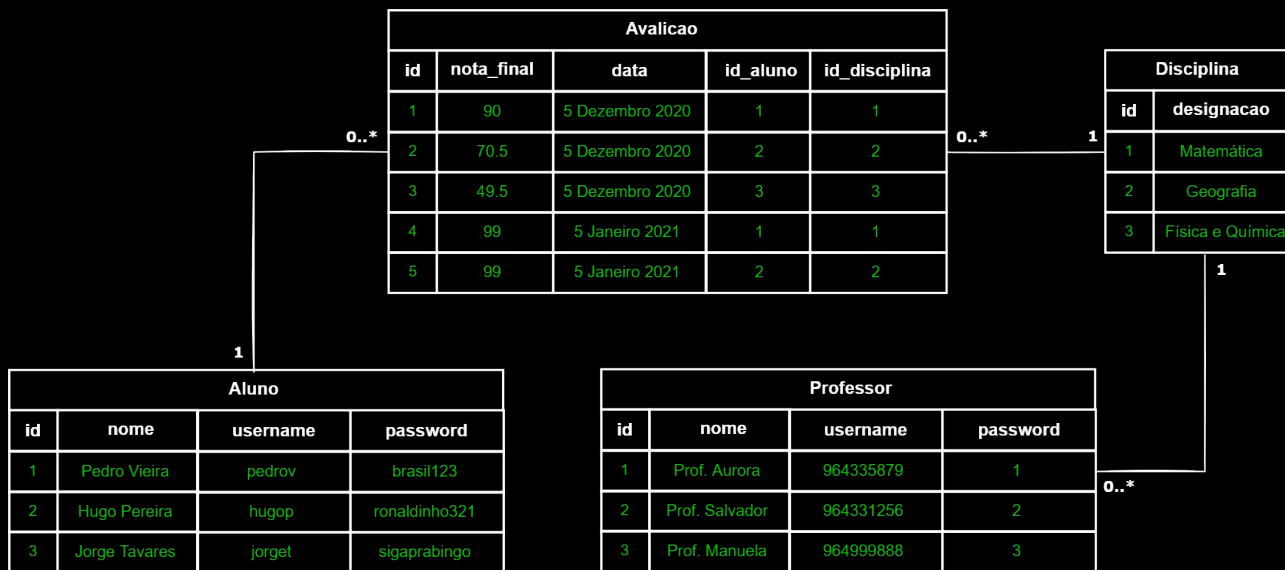 Avalicao
id nota_final data id_aluno id_disciplina
1 90 5 Dezembro 2020 1 1
2 70.5 5 Dezembro 2020 2 2
3 49.5 5 Dezembro 2020 3 3
4 99 5 Janeiro 2021 1 1
5 99 5 Janeiro 2021 2 2
Disciplina
id designacao
1 Matemática
2 Geografia
3 Física e Química
0..*
0..*
1
1
1
Aluno
id nome username password
1 Pedro Vieira pedrov brasil123
2 Hugo Pereira hugop ronaldinho321
3 Jorge Tavares jorget sigaprabingo
Professor
id nome username password
1 Prof. Aurora 964335879 1
2 Prof. Salvador 964331256 2
3 Prof. Manuela 964999888 3
0..*